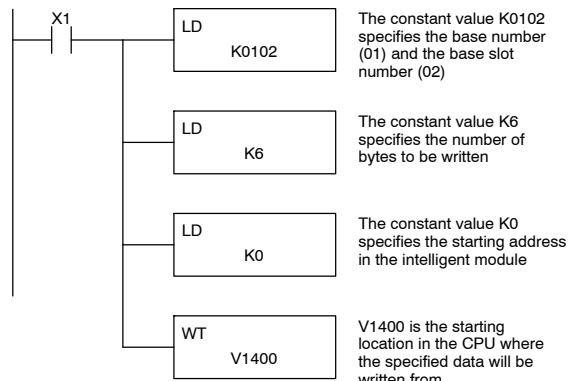 X1
LD
K0102
The constant value K0102
specifies the base number
(01) and the base slot
number (02)
LD
K6
The constant value K6
specifies the number of
bytes to be written
LD
K0
The constant value K0
specifies the starting address
in the intelligent module
WT
V1400
V1400 is the starting
location in the CPU where
the specified data will be
written from